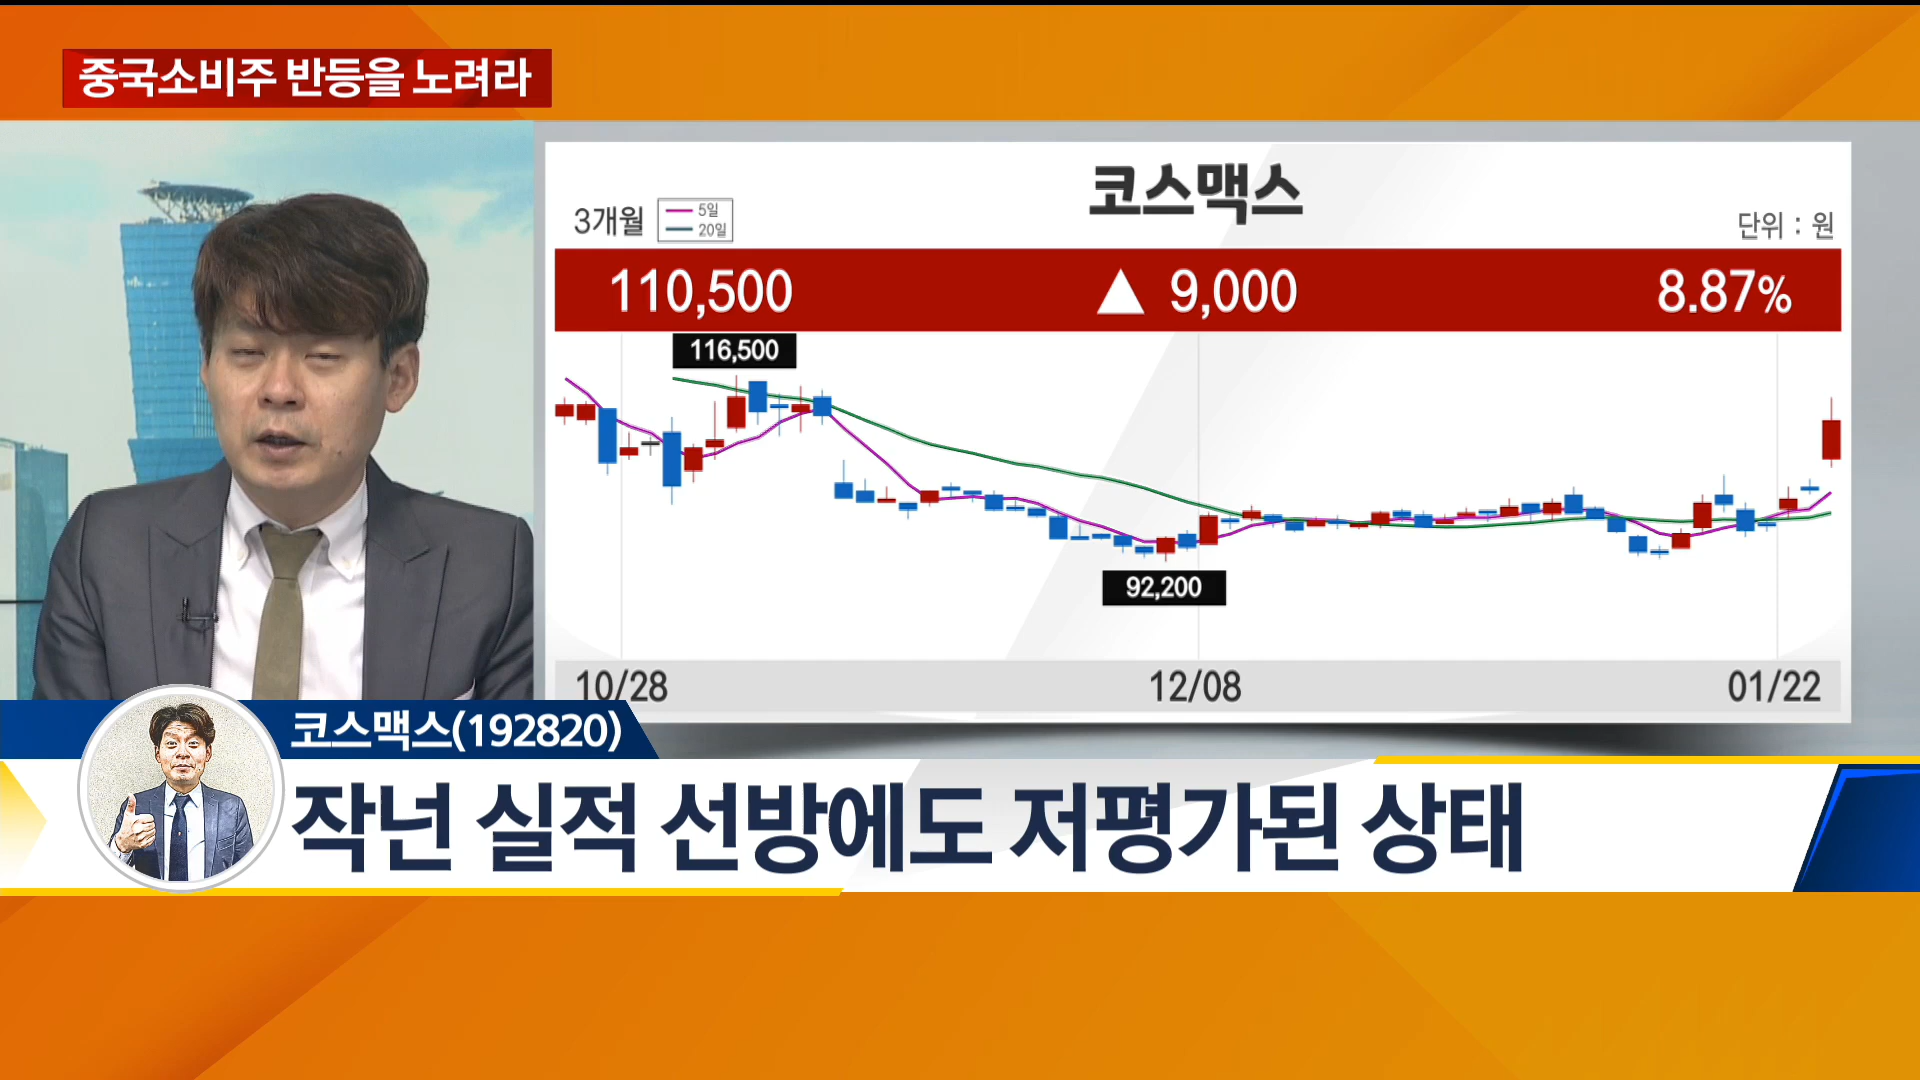 중국소비주 반등을 노려라
코스맥스
3개월
5일
20일
단위 : 원
110,500 ▲ 9,000 8.87%
116,500
92,200
10/28 12/08 01/22
코스맥스(192820)
작년 실적 선방에도 저평가된 상태